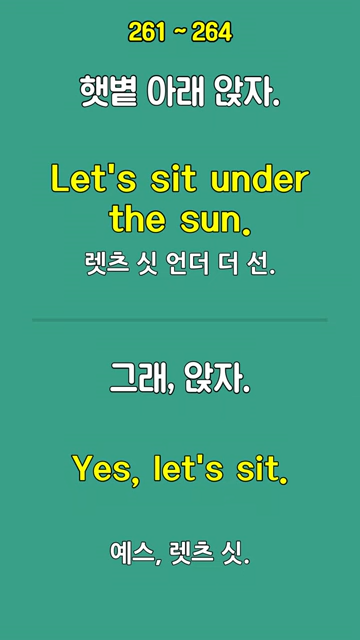 261 ~ 264
햇볕 아래 앉자.
Let's sit under
the sun.
렛츠 싯 언더 더 선.
그래, 앉자.
Yes, let's sit.
예스, 렛츠 싯.